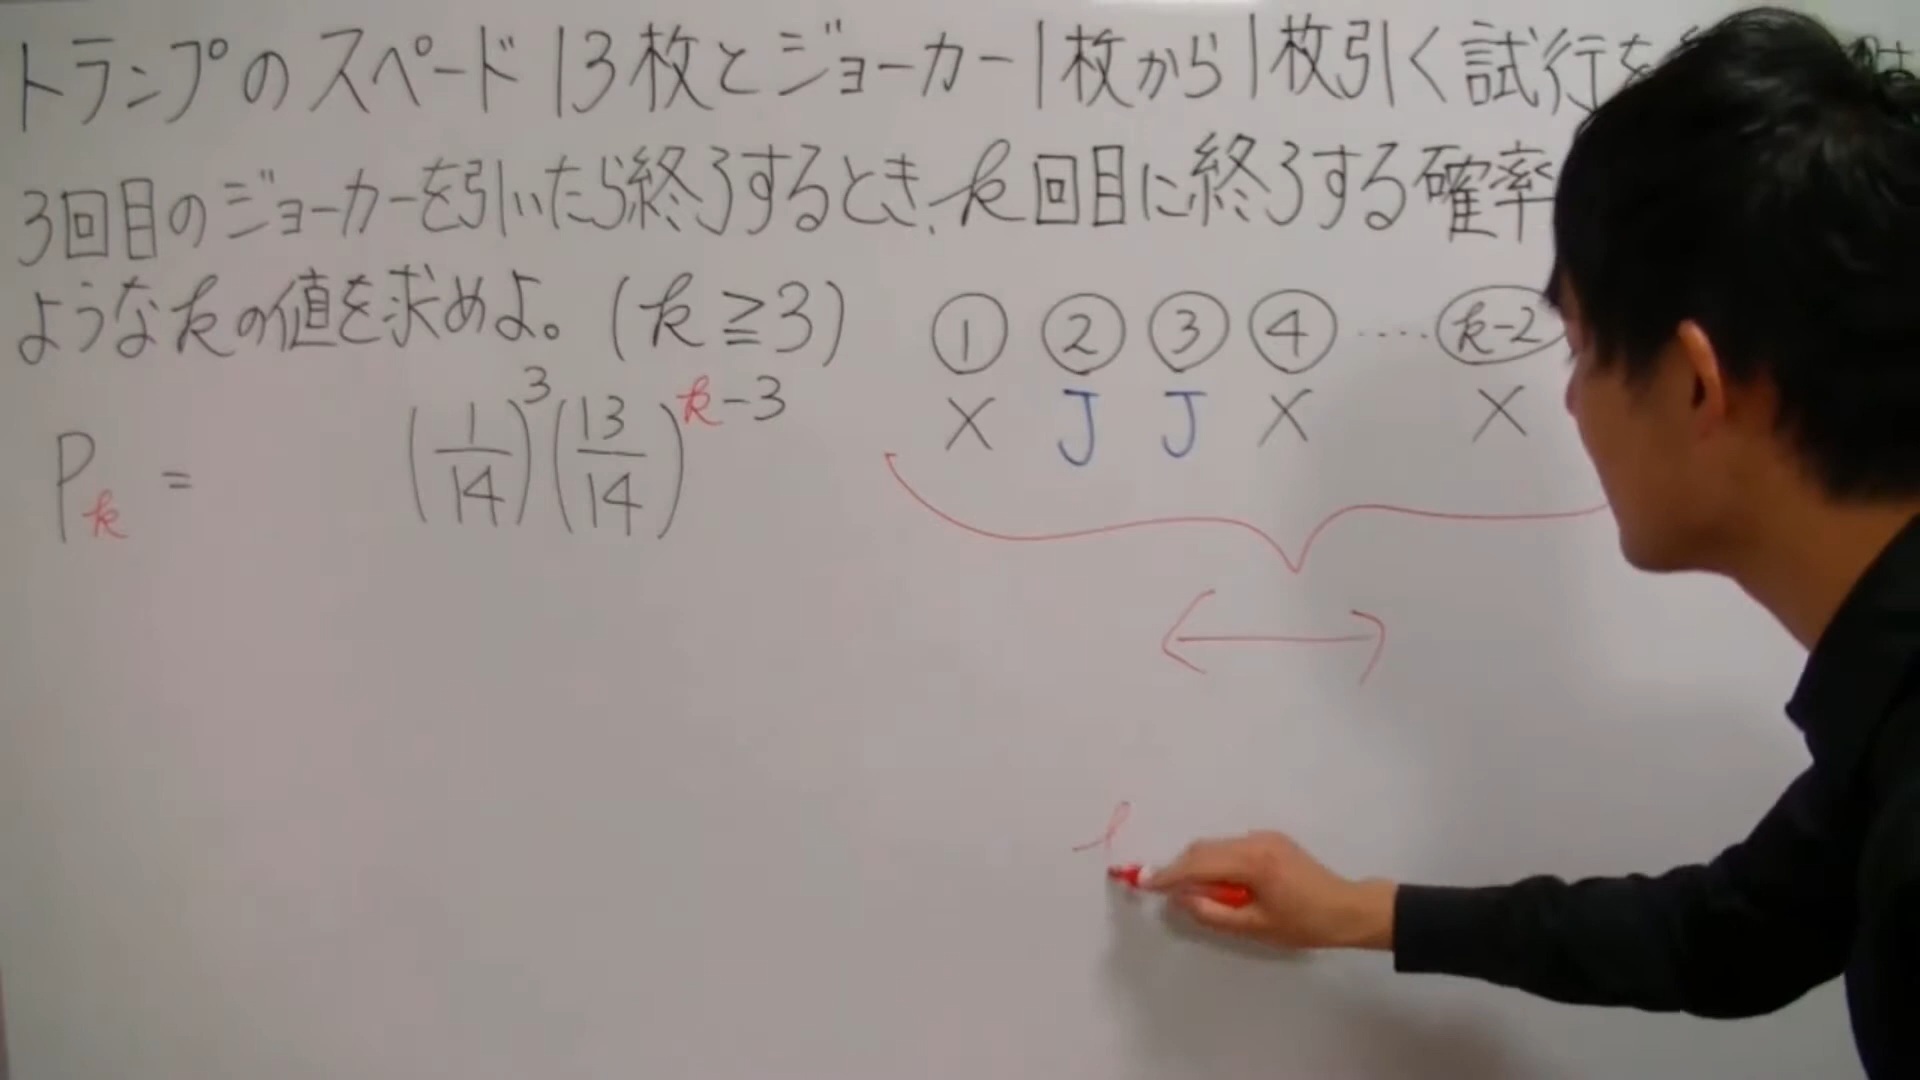 トランプのスペード13枚とジョーカー1枚から1枚引く試行を
3回目のジョーカーを引いたら終了するとき、k回目に終了する確率
ようなkの値を求めよ。(k≧3)
① ② ③ ④ ‥‥ k-2
X J J X X
P_k = (1/14)^3 (13/14)^{k-3}